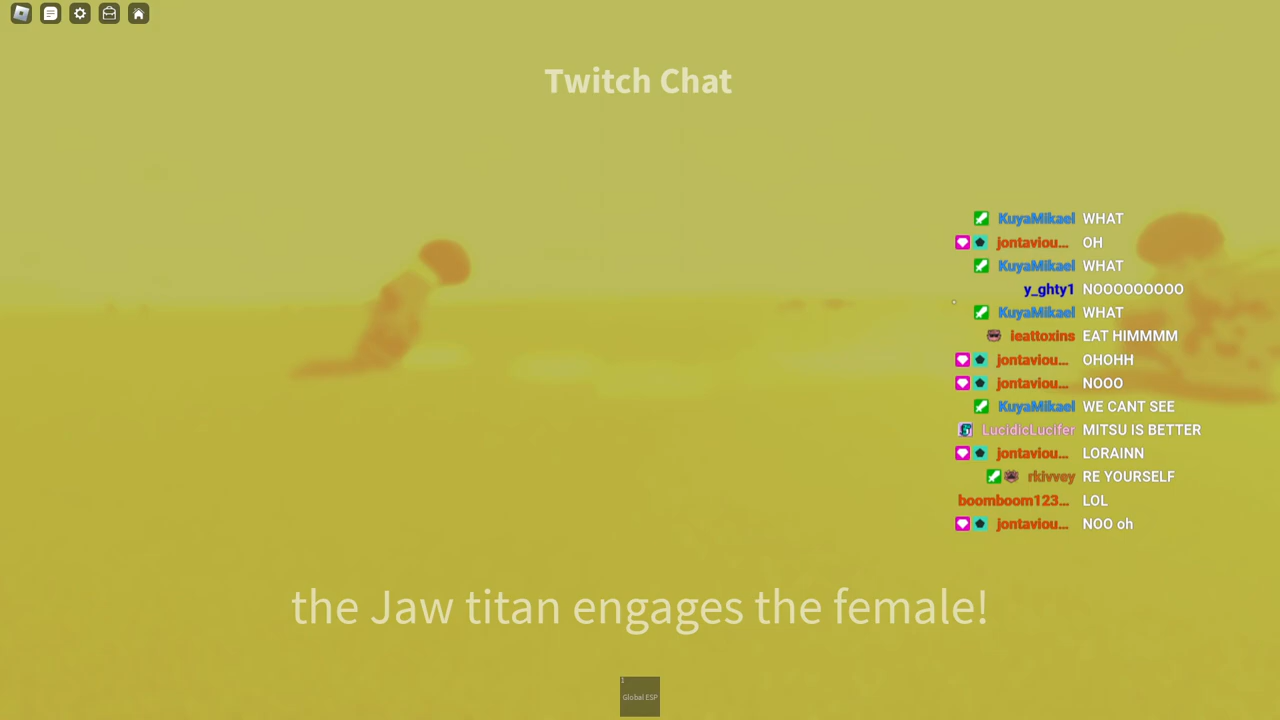 Twitch Chat
KuyaMikael WHAT
jontaviou... OH
KuyaMikael WHAT
y_ghty1 NOOOOOOOOO
KuyaMikael WHAT
ieattoxins EAT HIMMMM
jontaviou... OHOHH
jontaviou... NOOO
KuyaMikael WE CANT SEE
LucidicLucifer MITSU IS BETTER
jontaviou... LORAINN
rkivvey RE YOURSELF
boomboom123... LOL
jontaviou... NOO oh
the Jaw titan engages the female!
1
Global ESP